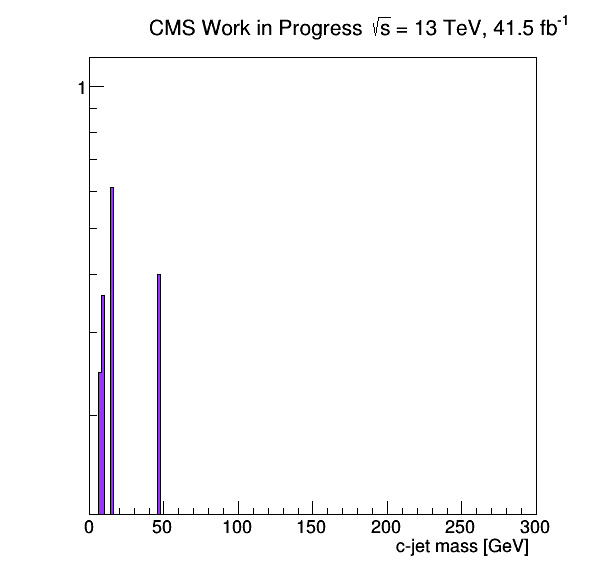 CMS Work in Progress √s = 13 TeV, 41.5 fb⁻¹
1
0 50 100 150 200 250 300
c-jet mass [GeV]